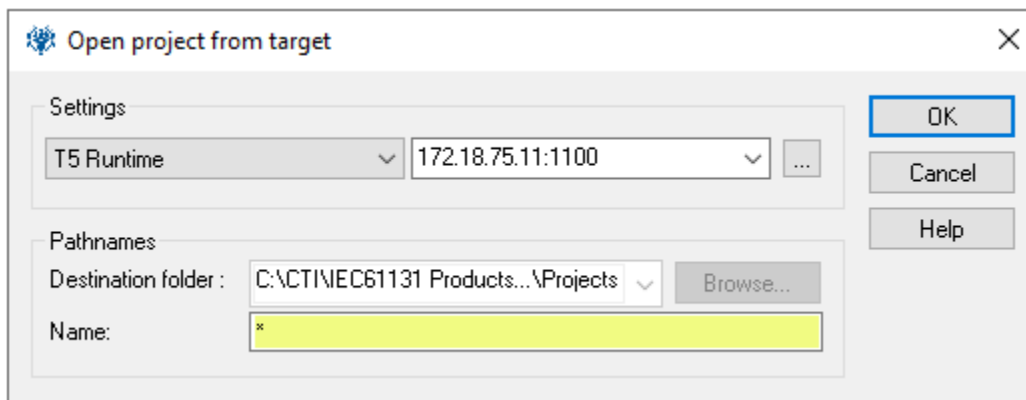 Open project from target
Settings
OK
T5 Runtime
172.18.75.11:1100
...
Cancel
Help
Pathnames
Destination folder :
C:\CTI\IEC61131 Products...\Projects
Browse...
Name:
*